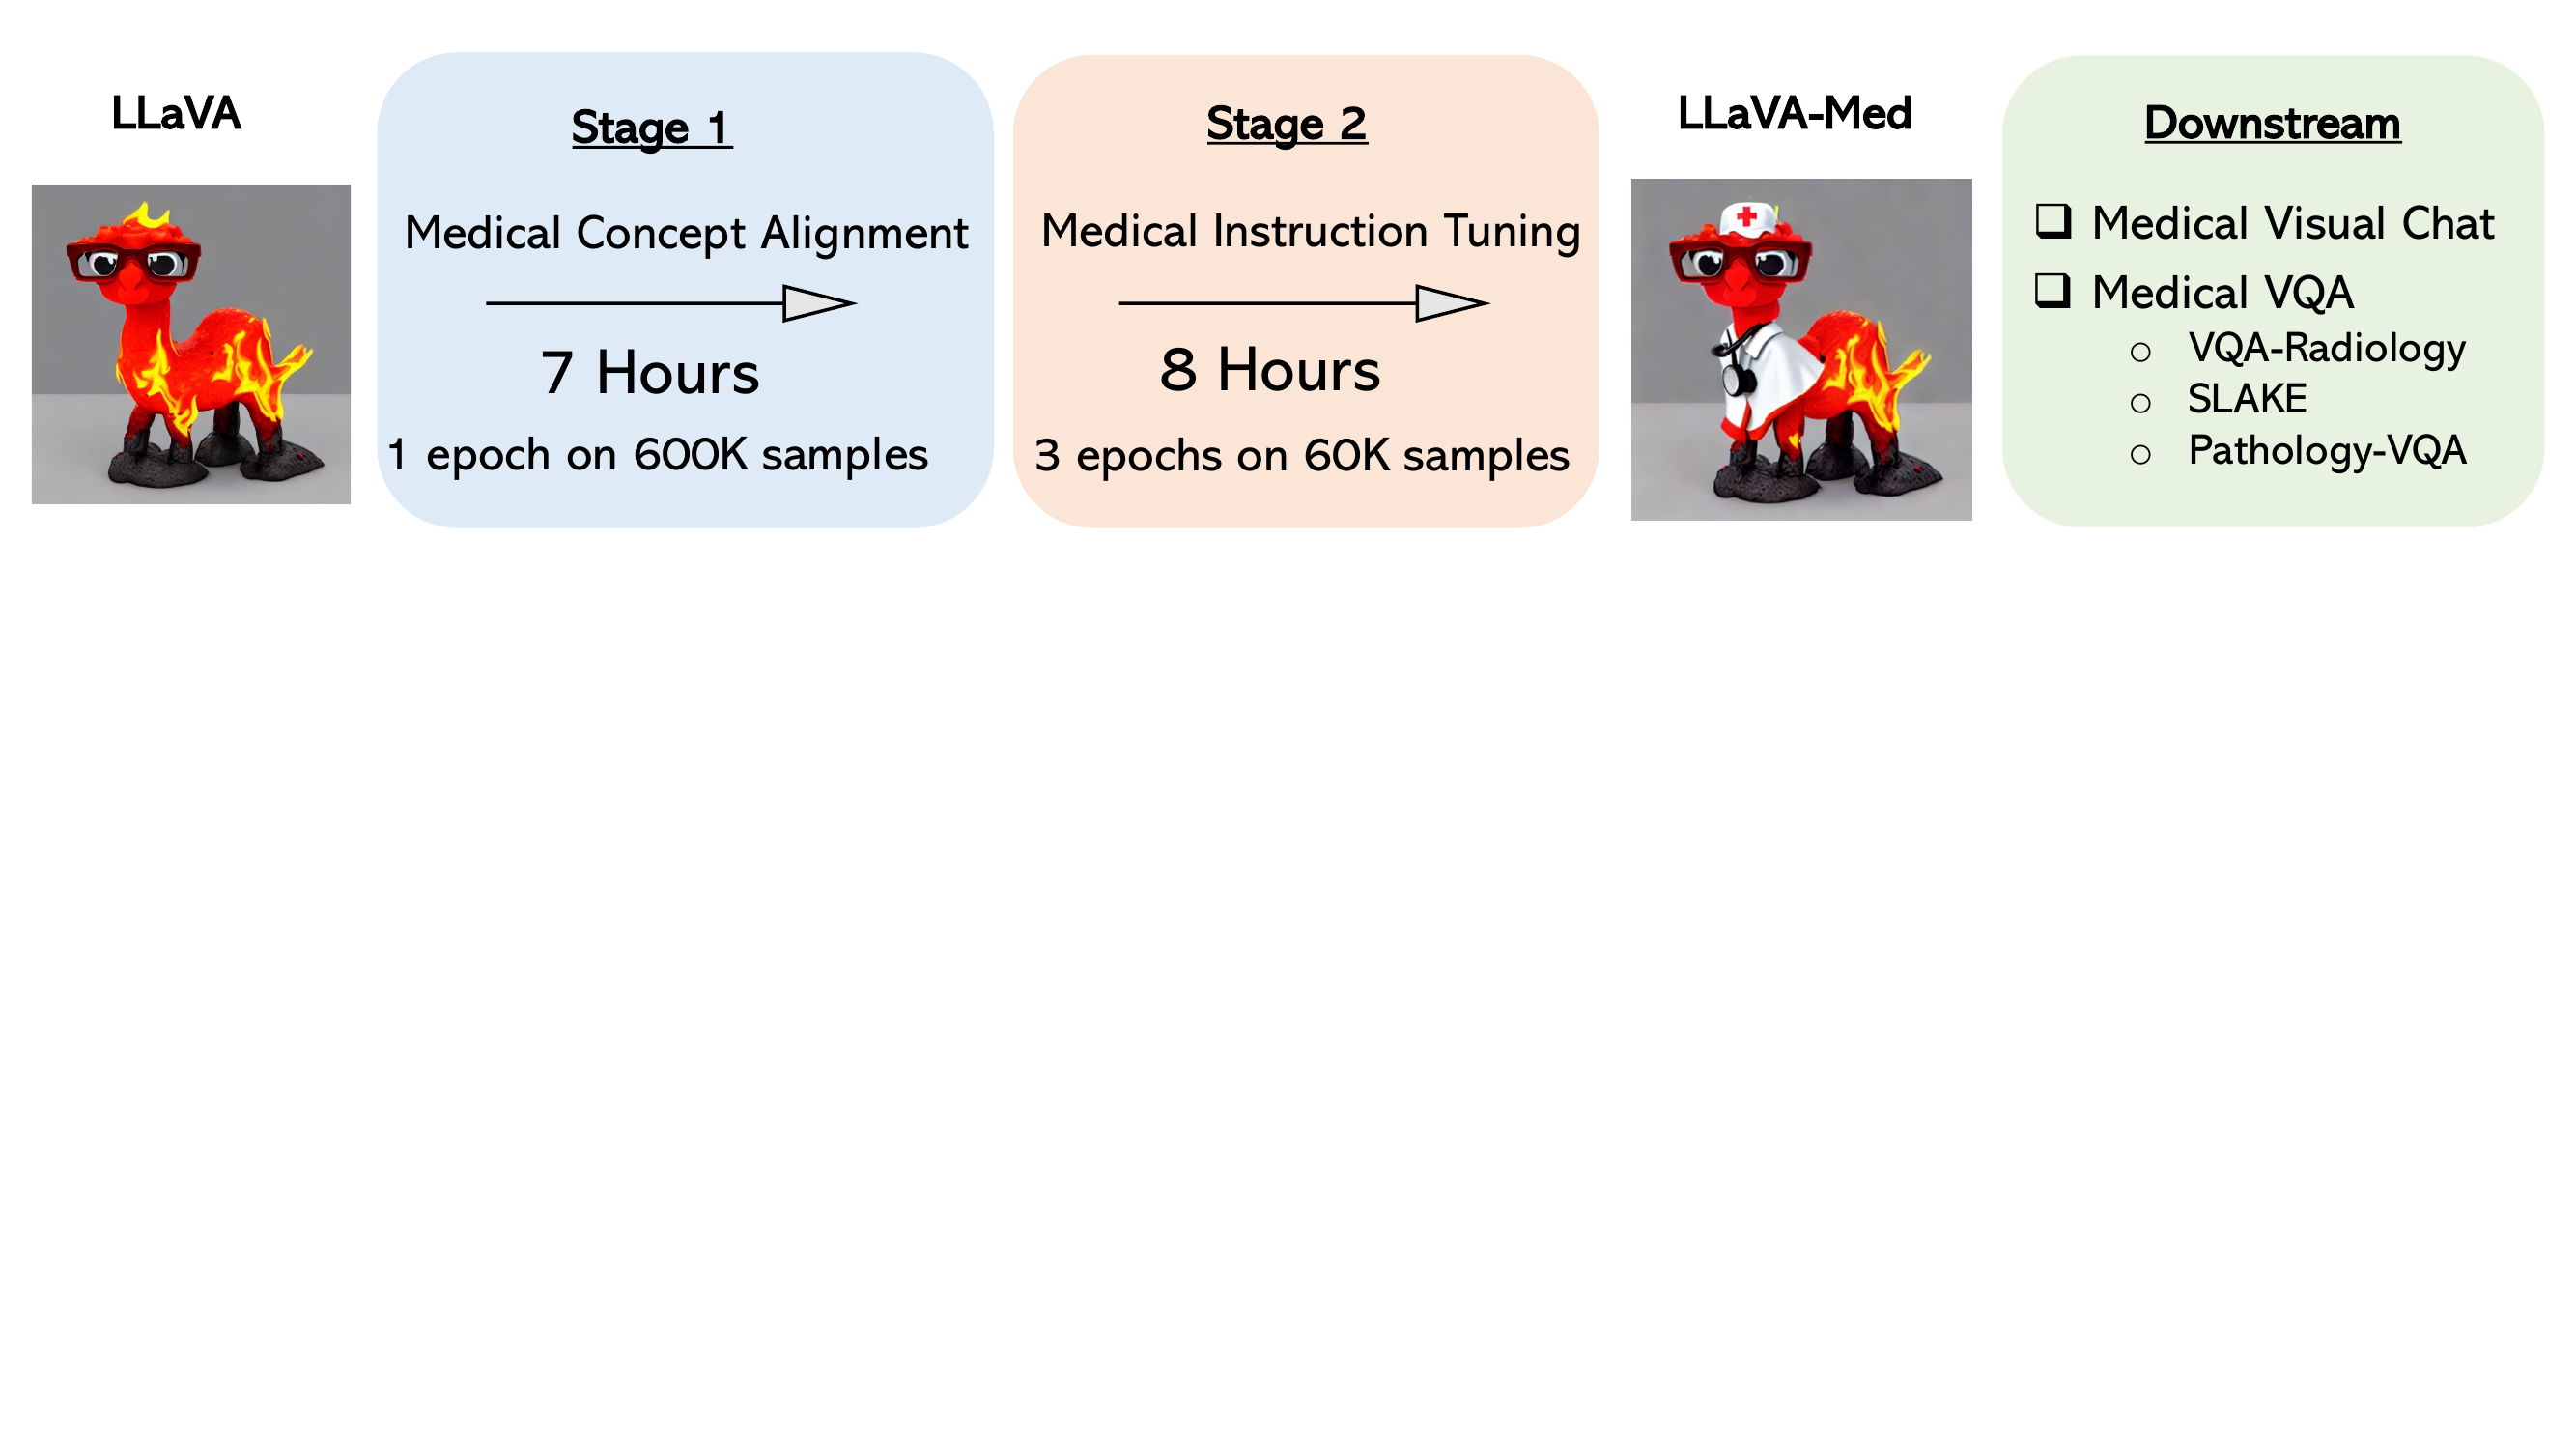 LLaVA
Stage 1
Medical Concept Alignment
7 Hours
1 epoch on 600K samples
Stage 2
Medical Instruction Tuning
8 Hours
3 epochs on 60K samples
LLaVA-Med
Downstream
❑ Medical Visual Chat
❑ Medical VQA
○ VQA-Radiology
○ SLAKE
○ Pathology-VQA